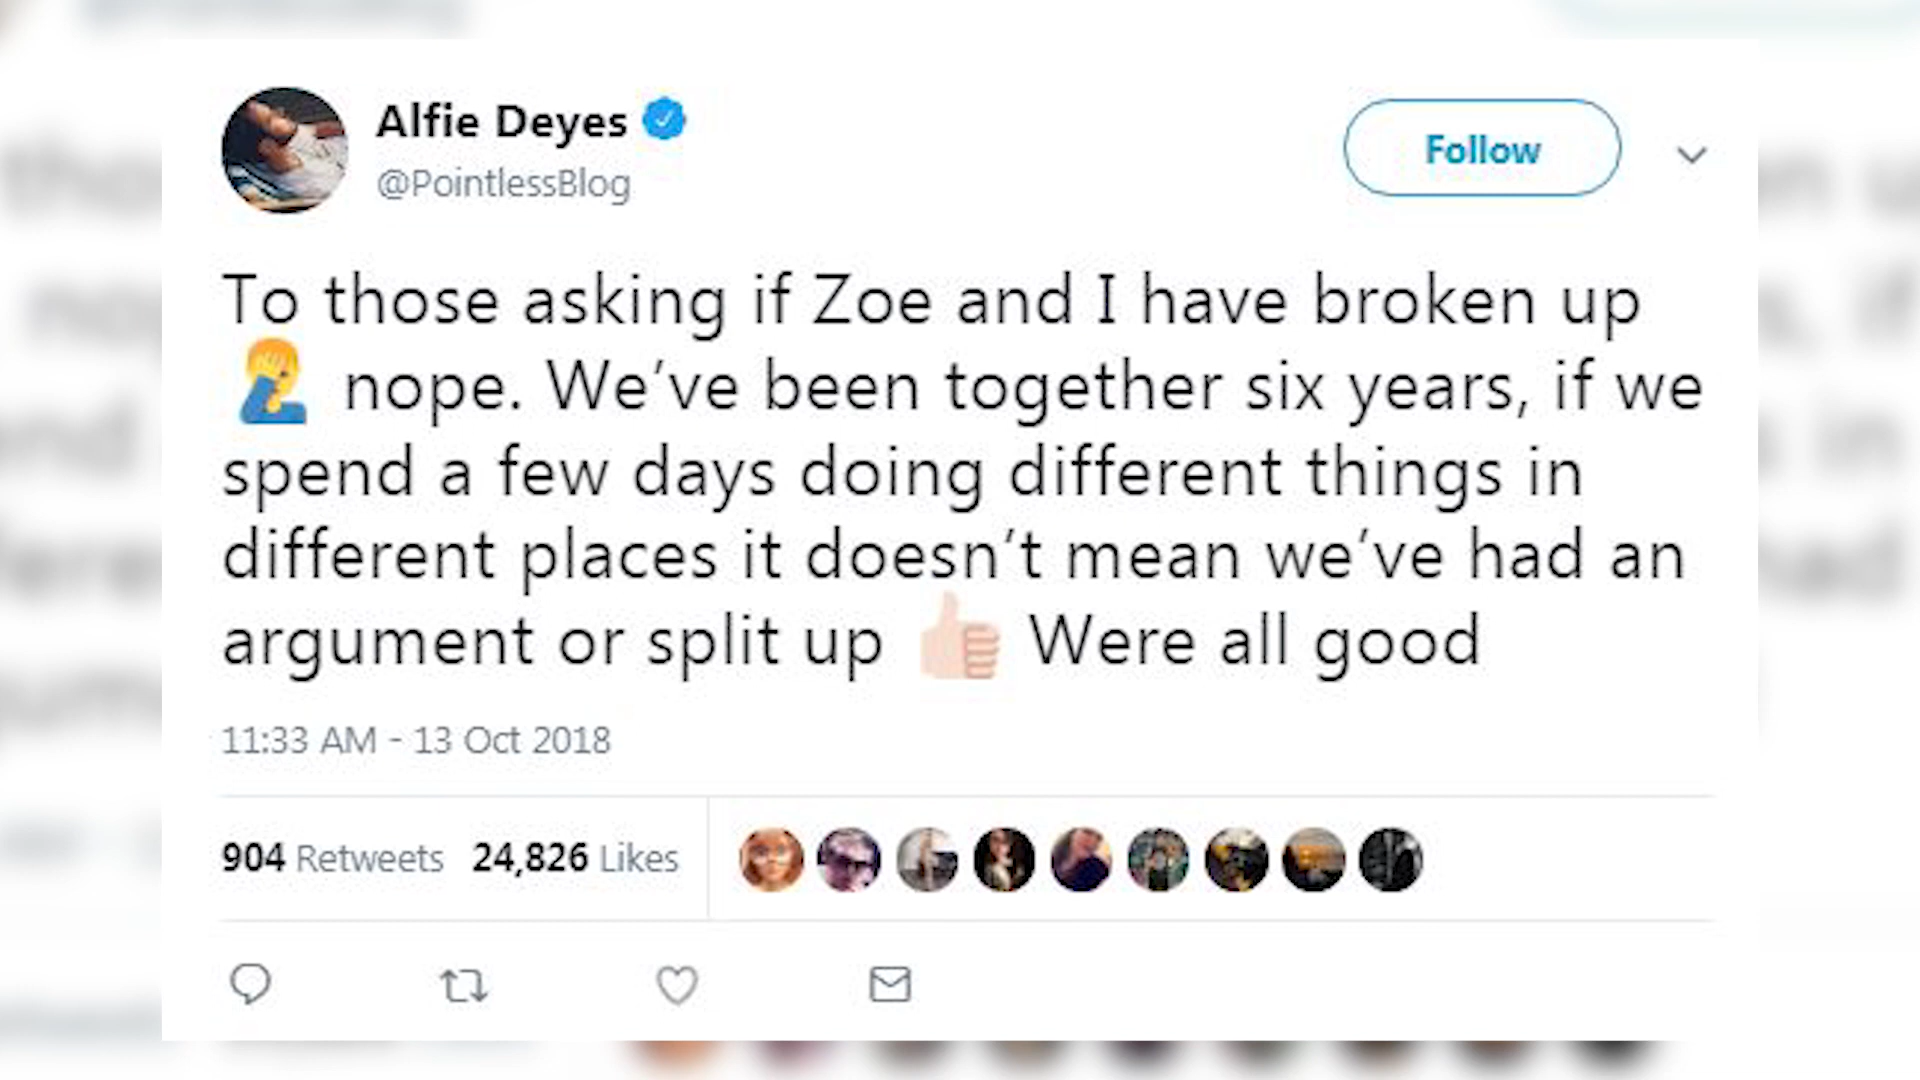 Alfie Deyes
@PointlessBlog
Follow
To those asking if Zoe and I have broken up
🤦‍♂️ nope. We’ve been together six years, if we
spend a few days doing different things in
different places it doesn’t mean we’ve had an
argument or split up 👍🏻 Were all good
11:33 AM - 13 Oct 2018
904 Retweets 24,826 Likes